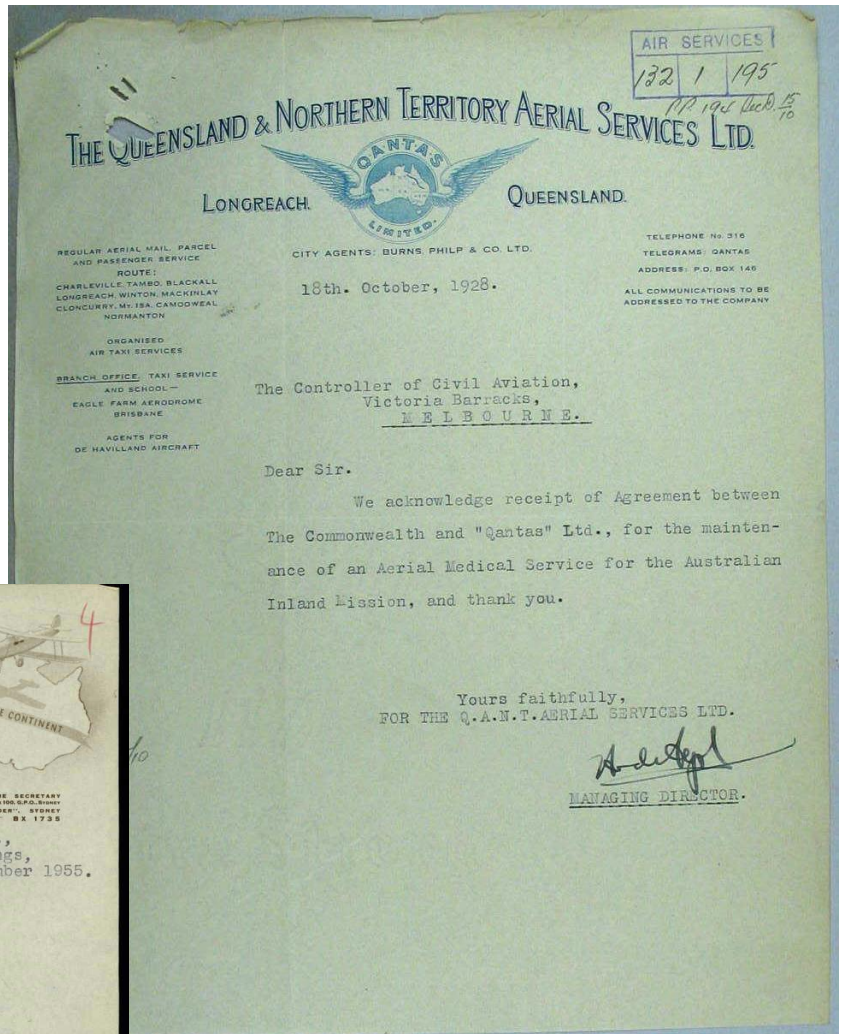 AIR SERVICES
132 1 195
THE QUEENSLAND & NORTHERN TERRITORY AERIAL SERVICES LTD.
QANTAS
LIMITED.
LONGREACH. QUEENSLAND.
REGULAR AERIAL MAIL, PARCEL
AND PASSENGER SERVICE
ROUTE:
CHARLEVILLE, TAMBO, BLACKALL
LONGREACH, WINTON, MACKINLAY
CLONCURRY, MT. ISA, CAMOOWEAL
NORMANTON
ORGANISED
AIR TAXI SERVICES
BRANCH OFFICE, TAXI SERVICE
AND SCHOOL—
EAGLE FARM AERODROME
BRISBANE
AGENTS FOR
DE HAVILLAND AIRCRAFT
CITY AGENTS: BURNS, PHILP & CO. LTD.
TELEPHONE No. 316
TELEGRAMS: QANTAS
ADDRESS: P.O. BOX 146
ALL COMMUNICATIONS TO BE
ADDRESSED TO THE COMPANY
18th. October, 1928.
The Controller of Civil Aviation,
Victoria Barracks,
MELBOURNE.
Dear Sir.
We acknowledge receipt of Agreement between
The Commonwealth and "Qantas" Ltd., for the mainten-
ance of an Aerial Medical Service for the Australian
Inland Mission, and thank you.
Yours faithfully,
FOR THE Q.A.N.T.AERIAL SERVICES LTD.
MANAGING DIRECTOR.
4
CONTINENT
SECRETARY
100, G.P.O., SYDNEY
SYDNEY
BX 1735
ngs,
mber 1955.